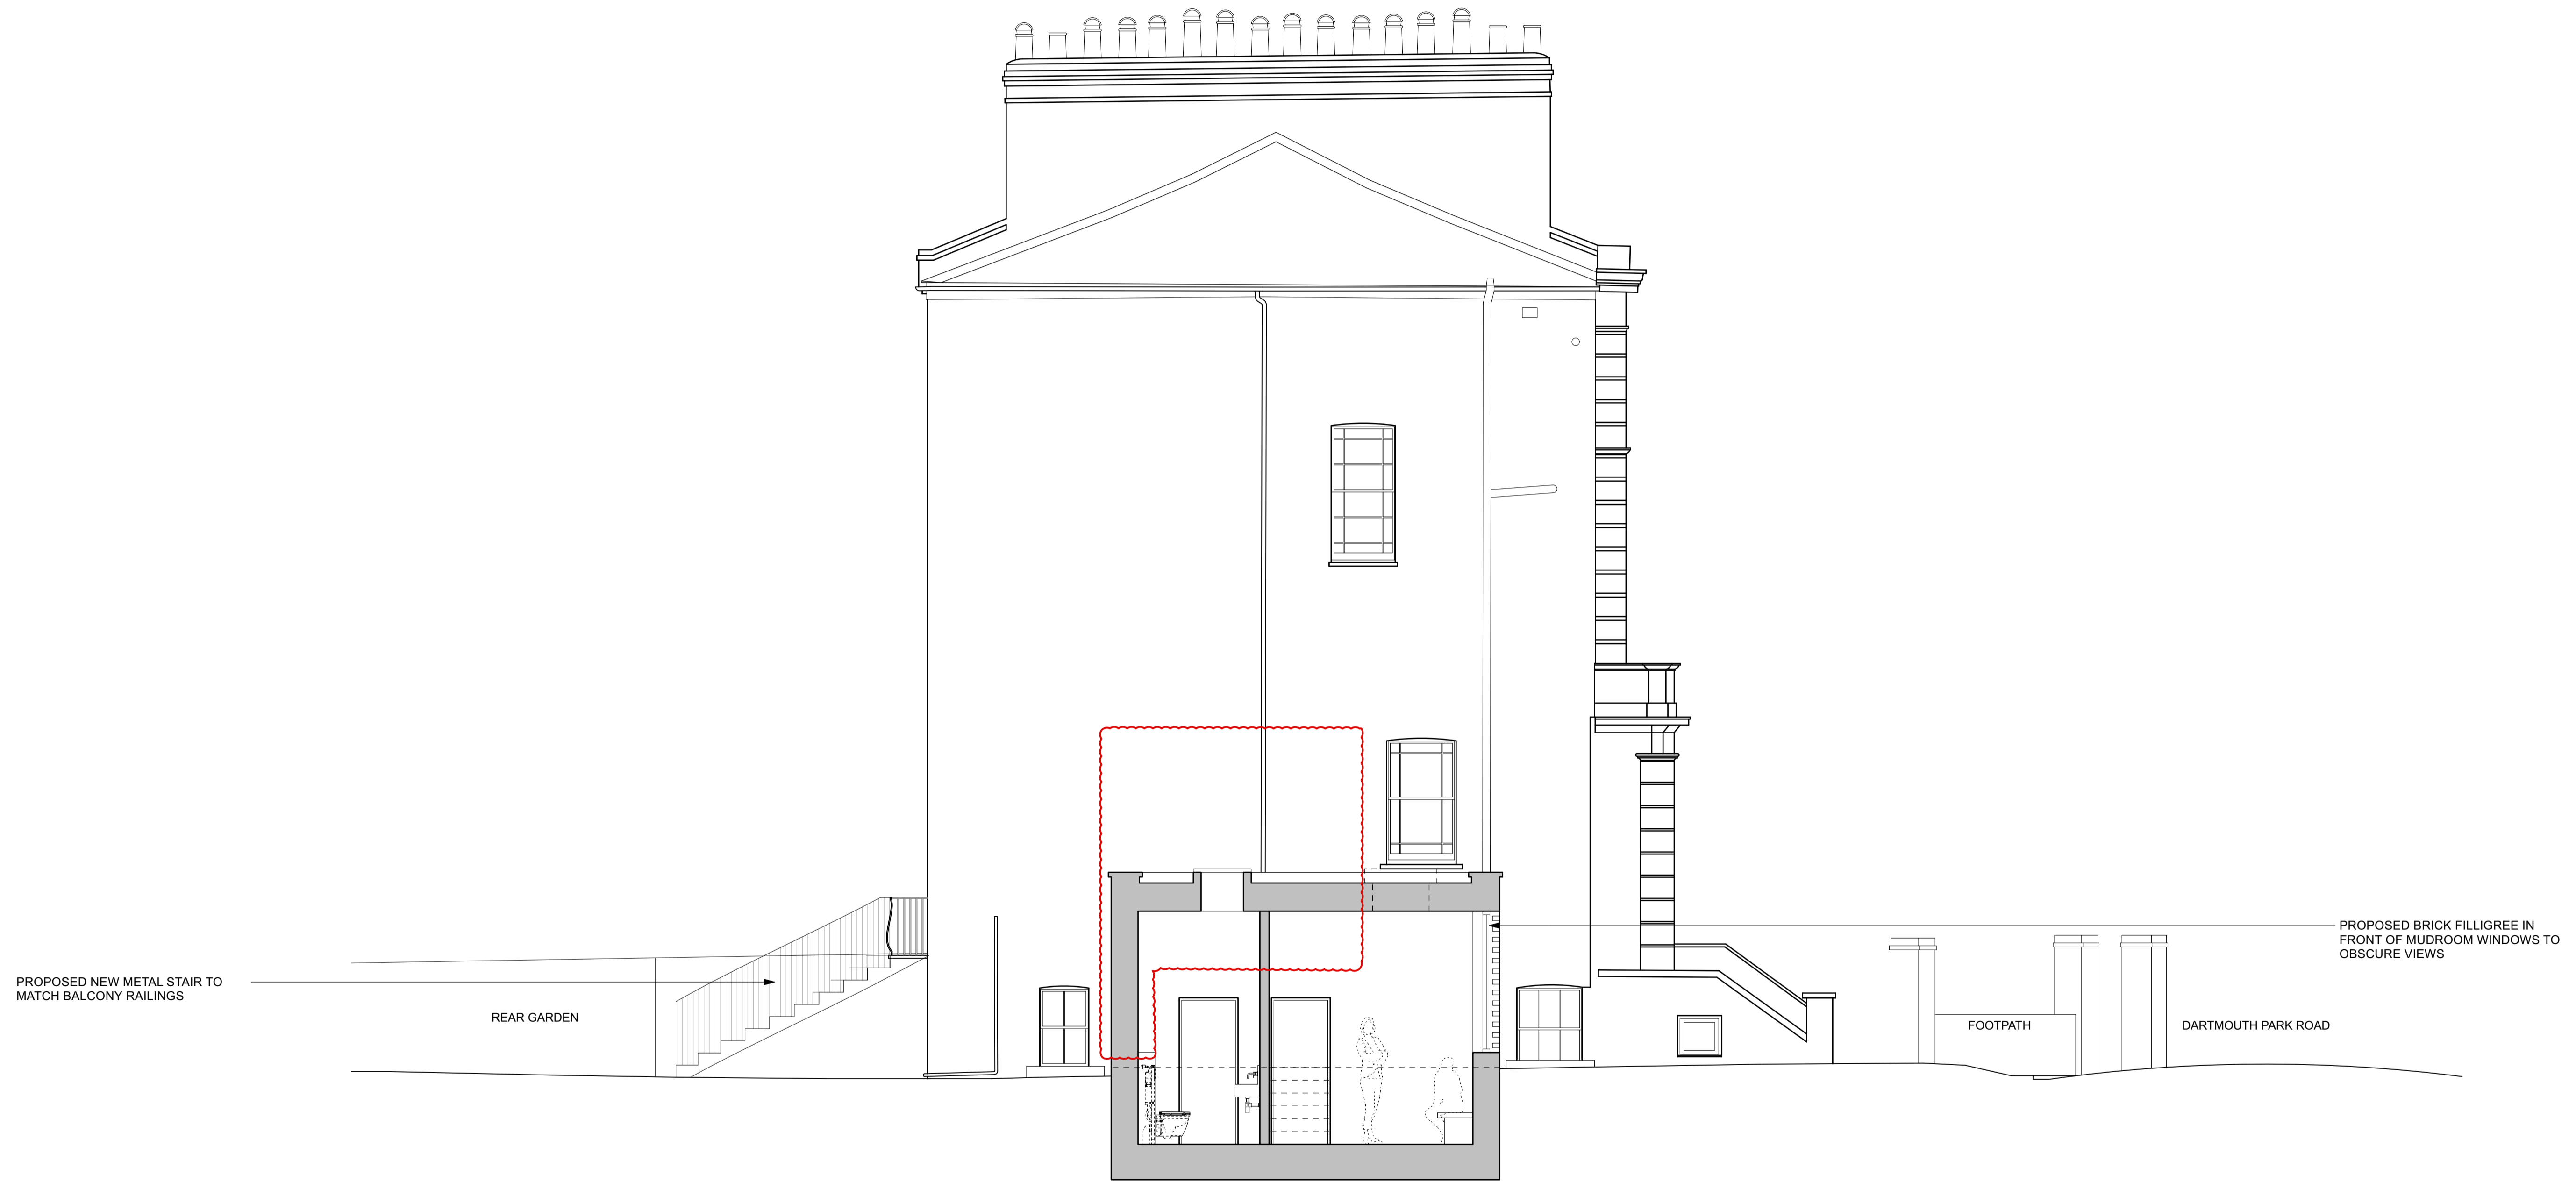 PROPOSED NEW METAL STAIR TO
MATCH BALCONY RAILINGS
REAR GARDEN
PROPOSED BRICK FILLIGREE IN
FRONT OF MUDROOM WINDOWS TO
OBSCURE VIEWS
FOOTPATH
DARTMOUTH PARK ROAD